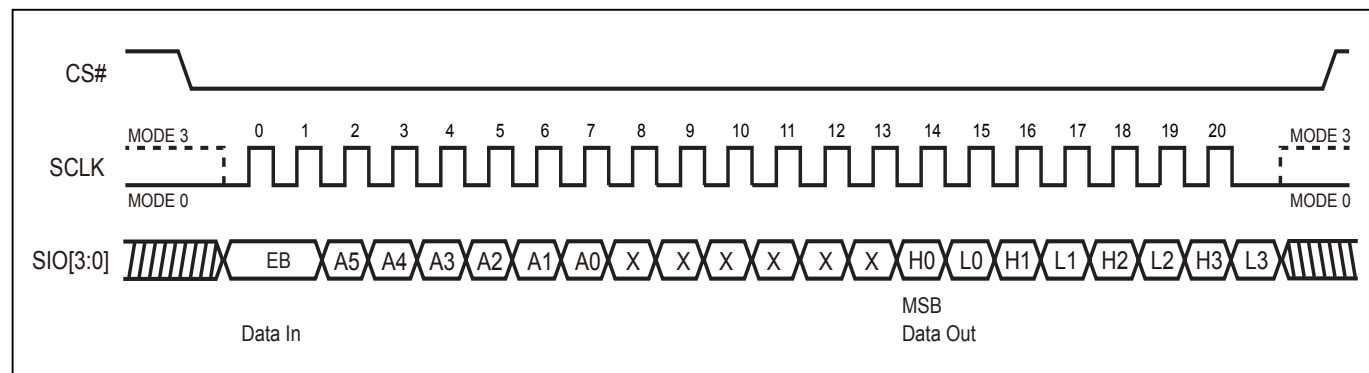 CS#
MODE 3 0 1 2 3 4 5 6 7 8 9 10 11 12 13 14 15 16 17 18 19 20 MODE 3
SCLK
MODE 0 MODE 0
SIO[3:0] EB A5 A4 A3 A2 A1 A0 X X X X X X H0 L0 H1 L1 H2 L2 H3 L3
MSB
Data In Data Out